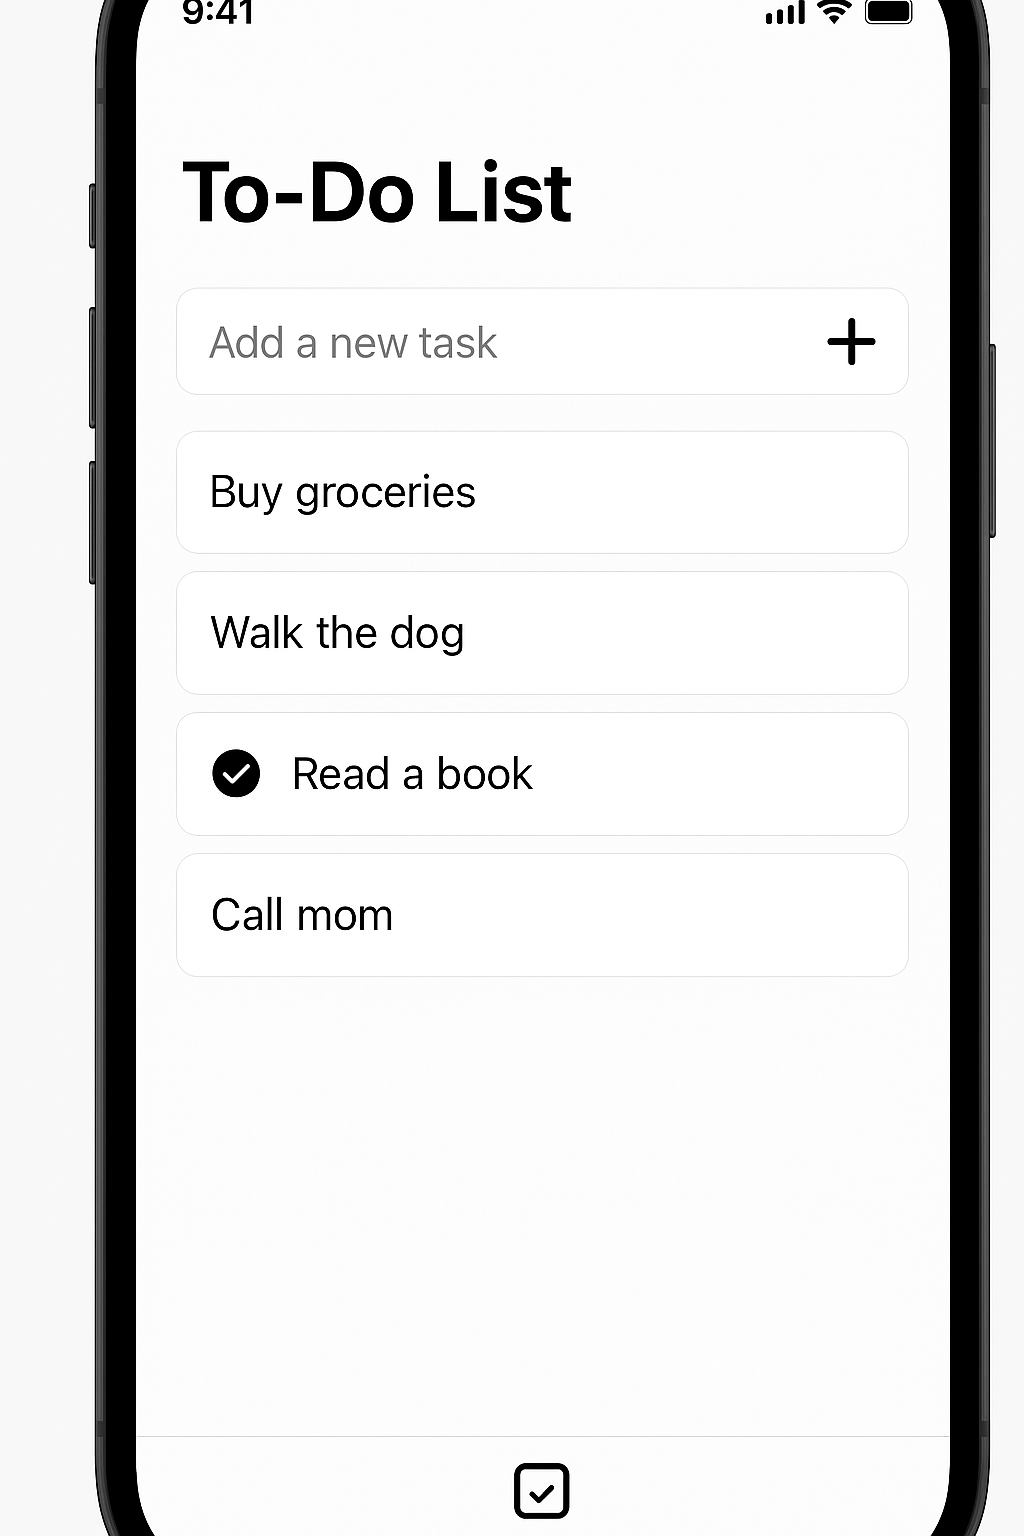 9:41
To-Do List
Add a new task
Buy groceries
Walk the dog
Read a book
Call mom